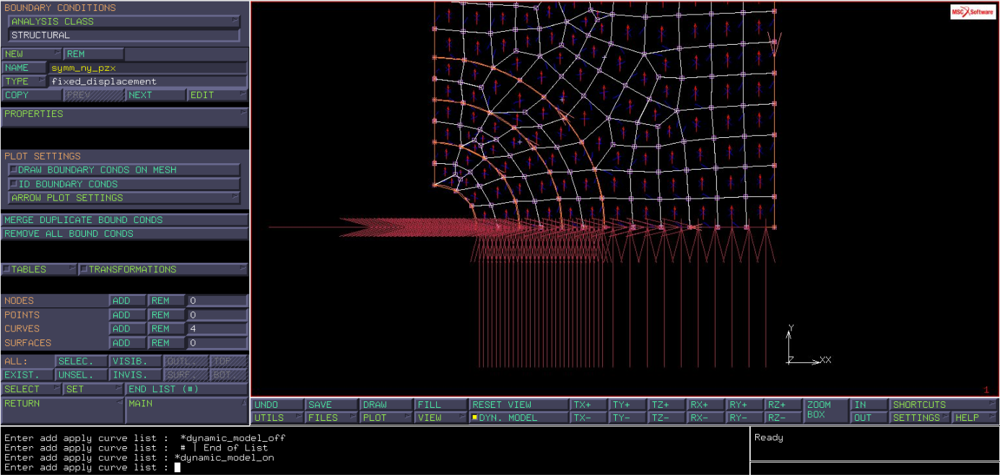 BOUNDARY CONDITIONS
ANALYSIS CLASS
STRUCTURAL
NEW REM
NAME symm_ny_pzx
TYPE fixed_displacement
COPY PREV NEXT EDIT
PROPERTIES
PLOT SETTINGS
DRAW BOUNDARY CONDS ON MESH
ID BOUNDARY CONDS
ARROW PLOT SETTINGS
MERGE DUPLICATE BOUND CONDS
REMOVE ALL BOUND CONDS
TABLES TRANSFORMATIONS
NODES ADD REM 0
POINTS ADD REM 0
CURVES ADD REM 4
SURFACES ADD REM 0
ALL: SELEC. VISIB. OUTL. TOP
EXIST. UNSEL. INVIS. SURF. BOT.
SELECT SET END LIST (#)
RETURN MAIN
MSC Software
Y
Z XX
1
UNDO SAVE DRAW FILL RESET VIEW TX+ TY+ TZ+ RX+ RY+ RZ+ ZOOM BOX IN SHORTCUTS
UTILS FILES PLOT VIEW DYN. MODEL TX- TY- TZ- RX- RY- RZ- OUT SETTINGS HELP
Enter add apply curve list :  *dynamic_model_off
Enter add apply curve list :  # | End of List
Enter add apply curve list : *dynamic_model_on
Enter add apply curve list :
Ready